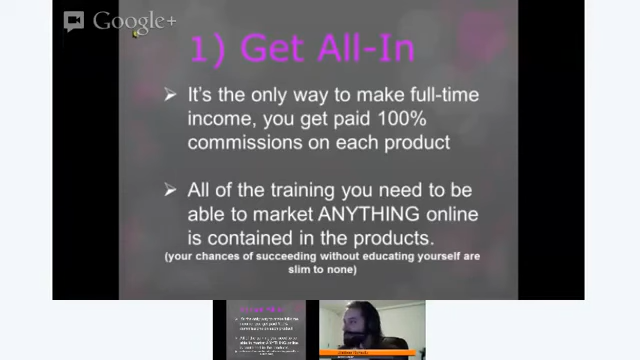 Google+
1) Get All-In
➢ It's the only way to make full-time
income, you get paid 100%
commissions on each product
➢ All of the training you need to be
able to market ANYTHING online
is contained in the products.
(your chances of succeeding without educating yourself are
slim to none)